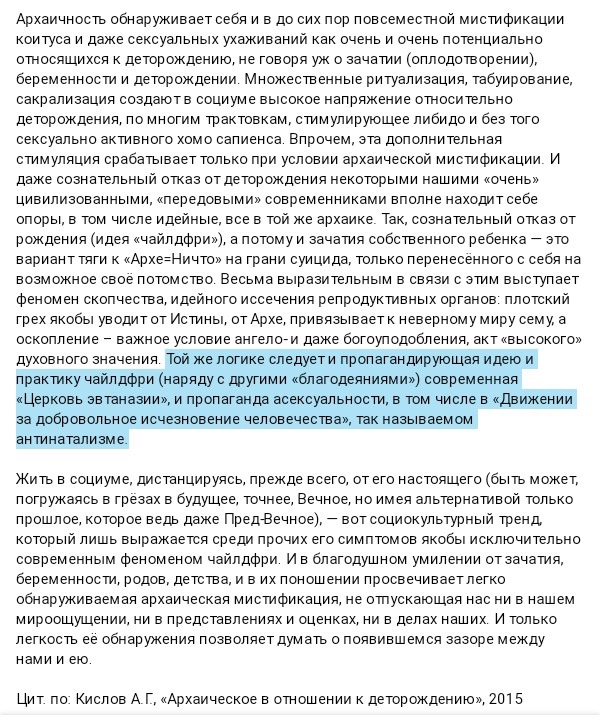 Архаичность обнаруживает себя и в до сих пор повсеместной мистификации
коитуса и даже сексуальных ухаживаний как очень и очень потенциально
относящихся к деторождению, не говоря уж о зачатии (оплодотворении),
беременности и деторождении. Множественные ритуализация, табуирование,
сакрализация создают в социуме высокое напряжение относительно
деторождения, по многим трактовкам, стимулирующее либидо и без того
сексуально активного хомо сапиенса. Впрочем, эта дополнительная
стимуляция срабатывает только при условии архаической мистификации. И
даже сознательный отказ от деторождения некоторыми нашими «очень»
цивилизованными, «передовыми» современниками вполне находит себе
опоры, в том числе идейные, все в той же архаике. Так, сознательный отказ от
рождения (идея «чайлдфри»), а потому и зачатия собственного ребенка — это
вариант тяги к «Архе=Ничто» на грани суицида, только перенесённого с себя на
возможное своё потомство. Весьма выразительным в связи с этим выступает
феномен скопчества, идейного иссечения репродуктивных органов: плотский
грех якобы уводит от Истины, от Архе, привязывает к неверному миру сему, а
оскопление – важное условие ангело- и даже богоуподобления, акт «высокого»
духовного значения. Той же логике следует и пропагандирующая идею и
практику чайлдфри (наряду с другими «благодеяниями») современная
«Церковь эвтаназии», и пропаганда асексуальности, в том числе в «Движении
за добровольное исчезновение человечества», так называемом
антинатализме.
Жить в социуме, дистанцируясь, прежде всего, от его настоящего (быть может,
погружаясь в грёзах в будущее, точнее, Вечное, но имея альтернативой только
прошлое, которое ведь даже Пред-Вечное), — вот социокультурный тренд,
который лишь выражается среди прочих его симптомов якобы исключительно
современным феноменом чайлдфри. И в благодушном умилении от зачатия,
беременности, родов, детства, и в их поношении просвечивает легко
обнаруживаемая архаическая мистификация, не отпускающая нас ни в нашем
мироощущении, ни в представлениях и оценках, ни в делах наших. И только
легкость её обнаружения позволяет думать о появившемся зазоре между
нами и ею.
Цит. по: Кислов А.Г., «Архаическое в отношении к деторождению», 2015